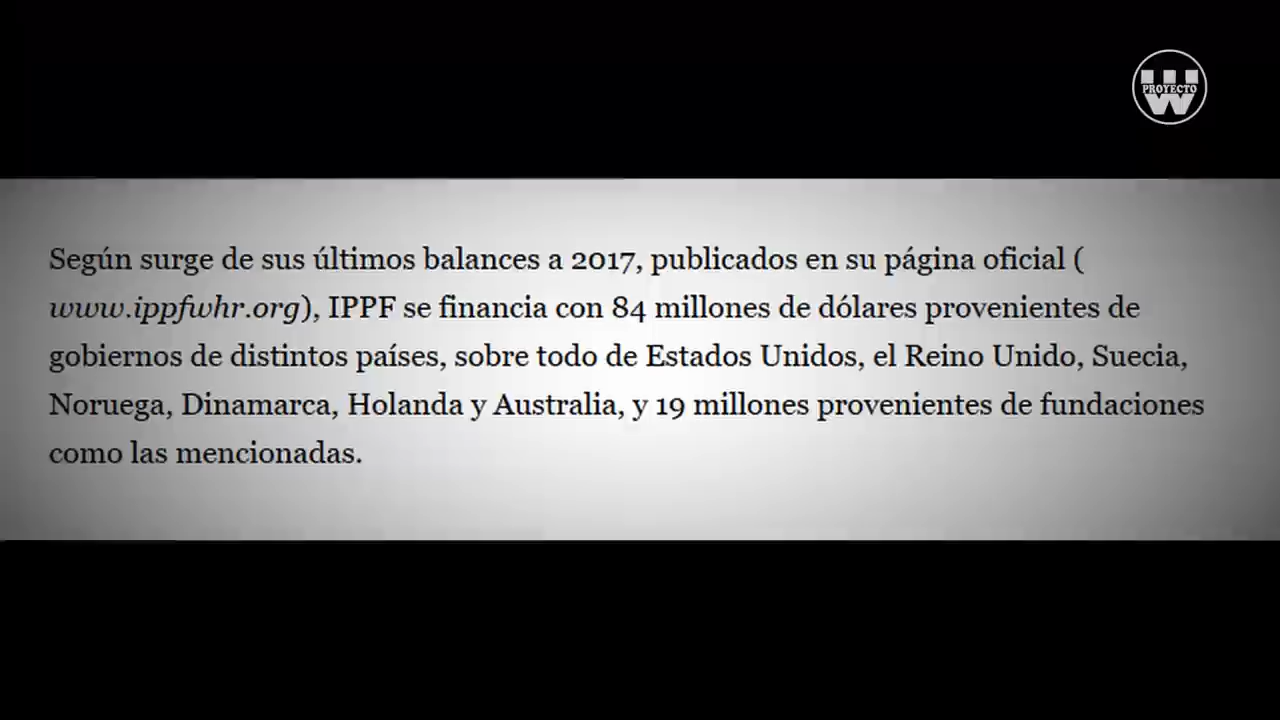 PROYECTO
W
Según surge de sus últimos balances a 2017, publicados en su página oficial (
www.ippfwhr.org), IPPF se financia con 84 millones de dólares provenientes de
gobiernos de distintos países, sobre todo de Estados Unidos, el Reino Unido, Suecia,
Noruega, Dinamarca, Holanda y Australia, y 19 millones provenientes de fundaciones
como las mencionadas.